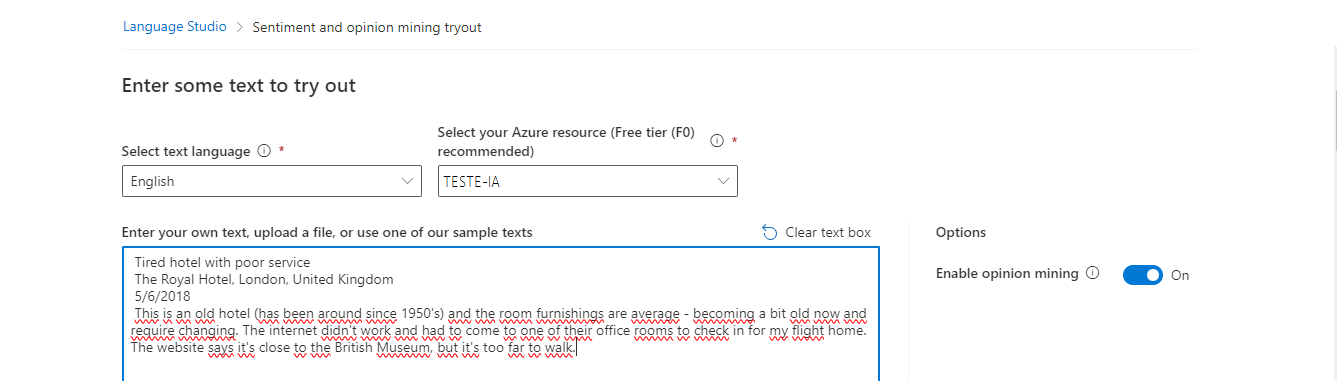 Language Studio > Sentiment and opinion mining tryout
Enter some text to try out
Select text language *
Select your Azure resource (Free tier (F0) recommended) *
English
TESTE-IA
Enter your own text, upload a file, or use one of our sample texts
Clear text box
Tired hotel with poor service
The Royal Hotel, London, United Kingdom
5/6/2018
This is an old hotel (has been around since 1950's) and the room furnishings are average - becoming a bit old now and
require changing. The internet didn't work and had to come to one of their office rooms to check in for my flight home.
The website says it's close to the British Museum, but it's too far to walk.
Options
Enable opinion mining
On